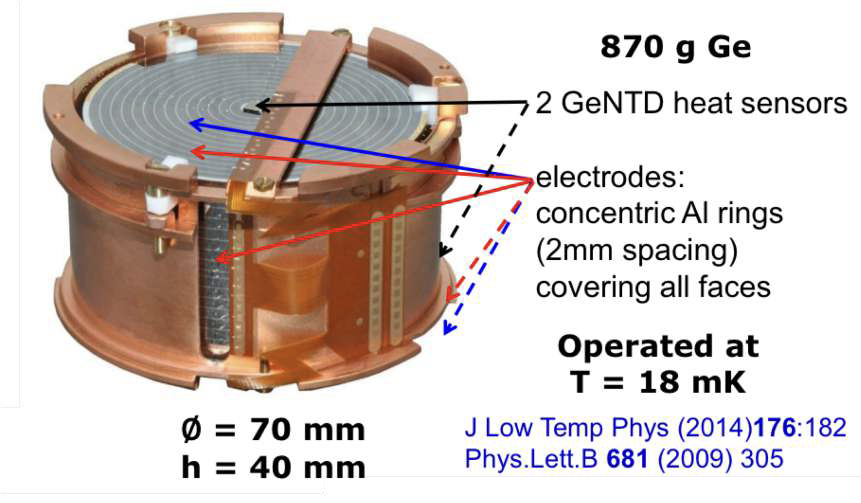 870 g Ge
2 GeNTD heat sensors
electrodes:
concentric Al rings
(2mm spacing)
covering all faces
Operated at
T = 18 mK
Ø = 70 mm
h = 40 mm
J Low Temp Phys (2014)176:182
Phys.Lett.B 681 (2009) 305